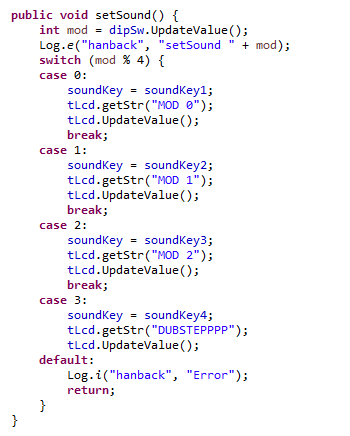 public void setSound() {
    int mod = dipSw.UpdateValue();
    Log.e("hanback", "setSound " + mod);
    switch (mod % 4) {
    case 0:
        soundKey = soundKey1;
        tLcd.getStr("MOD 0");
        tLcd.UpdateValue();
        break;
    case 1:
        soundKey = soundKey2;
        tLcd.getStr("MOD 1");
        tLcd.UpdateValue();
        break;
    case 2:
        soundKey = soundKey3;
        tLcd.getStr("MOD 2");
        tLcd.UpdateValue();
        break;
    case 3:
        soundKey = soundKey4;
        tLcd.getStr("DUBSTEPPPP");
        tLcd.UpdateValue();
    default:
        Log.i("hanback", "Error");
        return;
    }
}